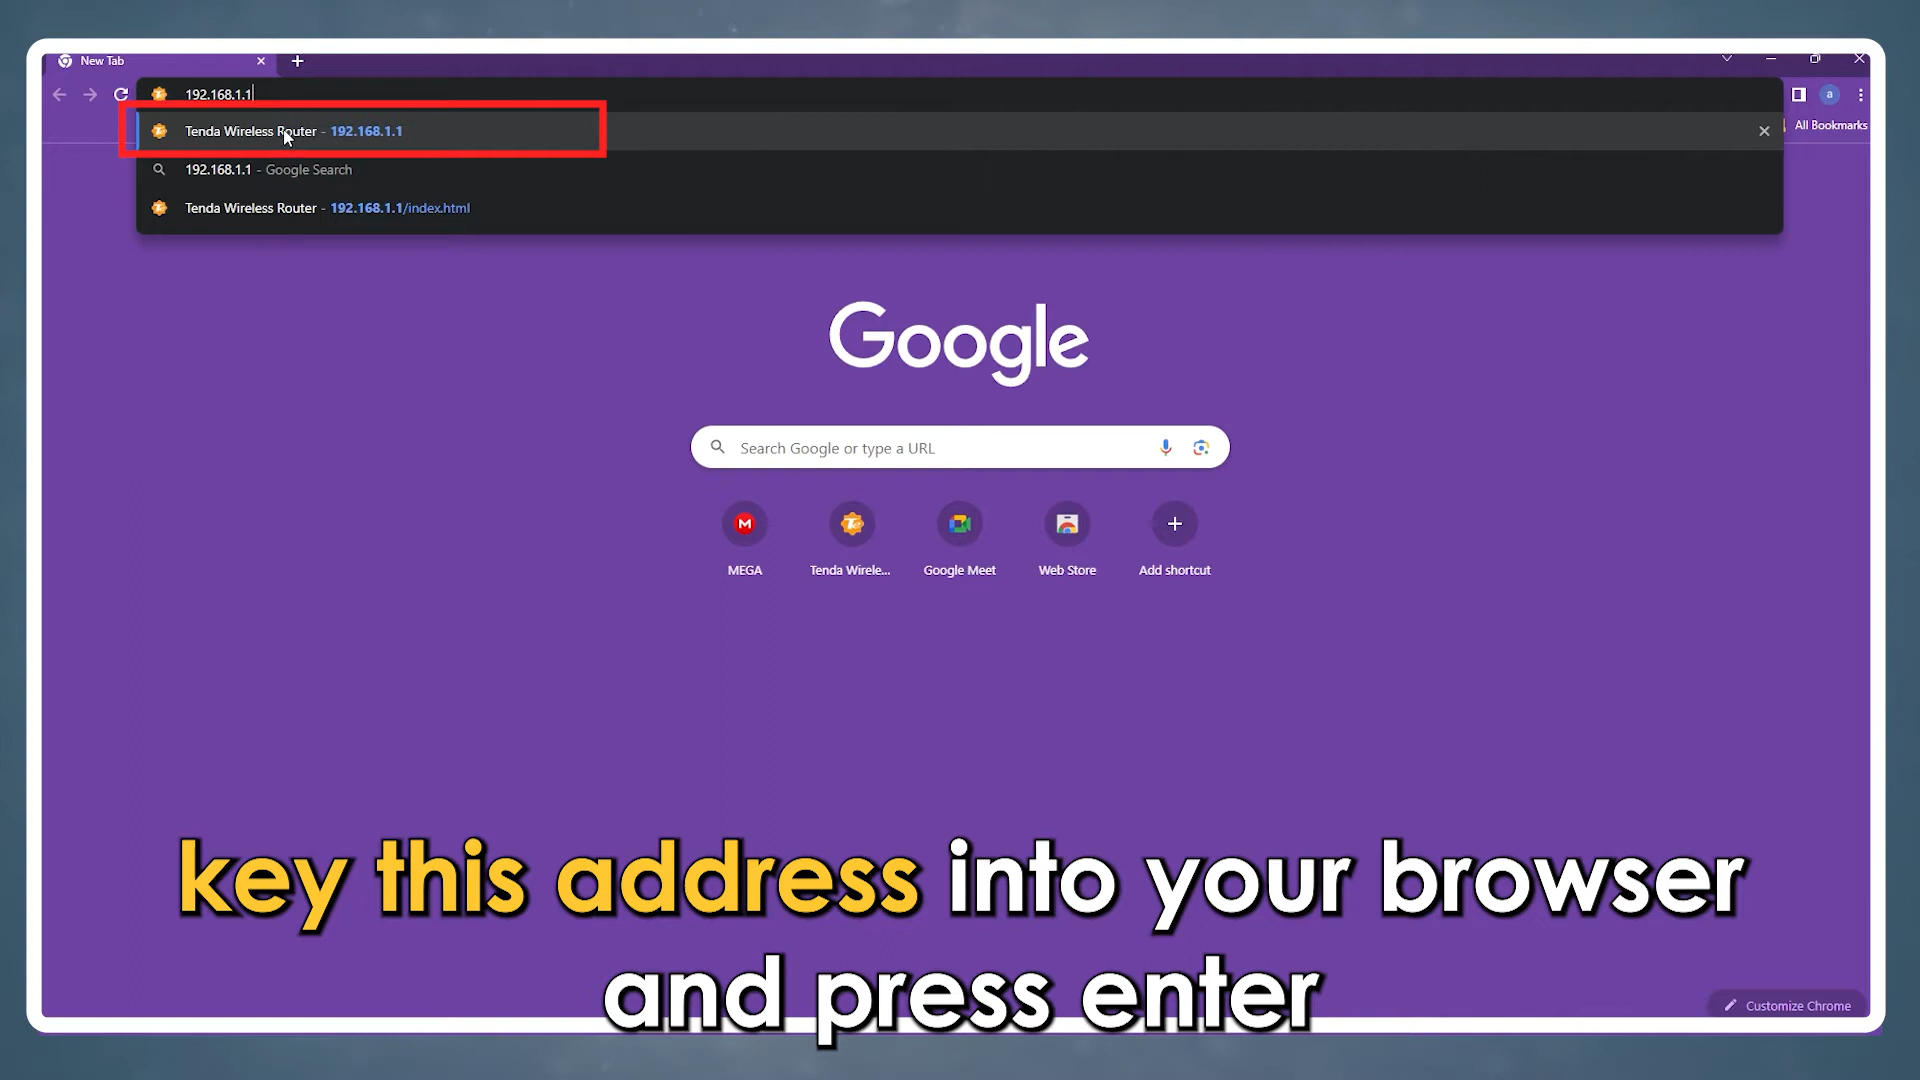 New Tab
192.168.1.1
Tenda Wireless Router - 192.168.1.1
All Bookmarks
192.168.1.1 - Google Search
Tenda Wireless Router - 192.168.1.1/index.html
Google
Search Google or type a URL
MEGA
Tenda Wirele...
Google Meet
Web Store
Add shortcut
key this address into your browser
and press enter
Customize Chrome